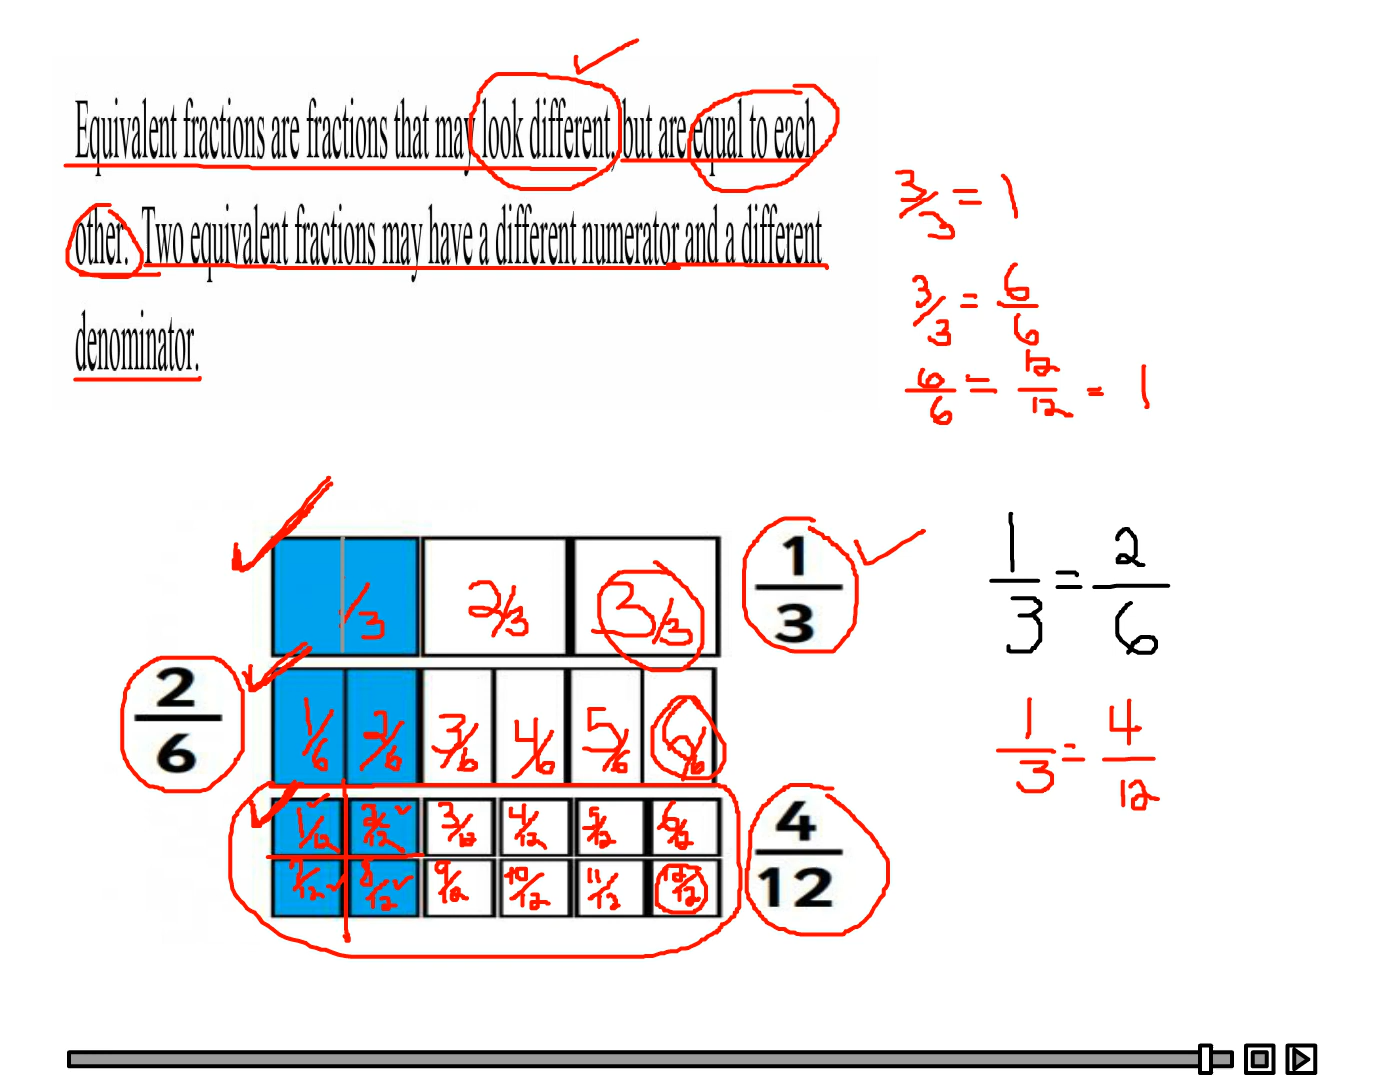 Equivalent fractions are fractions that may look different, but are equal to each
other. Two equivalent fractions may have a different numerator and a different
denominator.
3/3 = 1
3/3 = 6/6
6/6 = 12/12 = 1
1/3 2/3 3/3
1/3
1/3 = 2/6
2/6
1/6 2/6 3/6 4/6 5/6 6/6
1/3 = 4/12
1/12 2/12 3/12 4/12 5/12 6/12
7/12 8/12 9/12 10/12 11/12 12/12
4/12